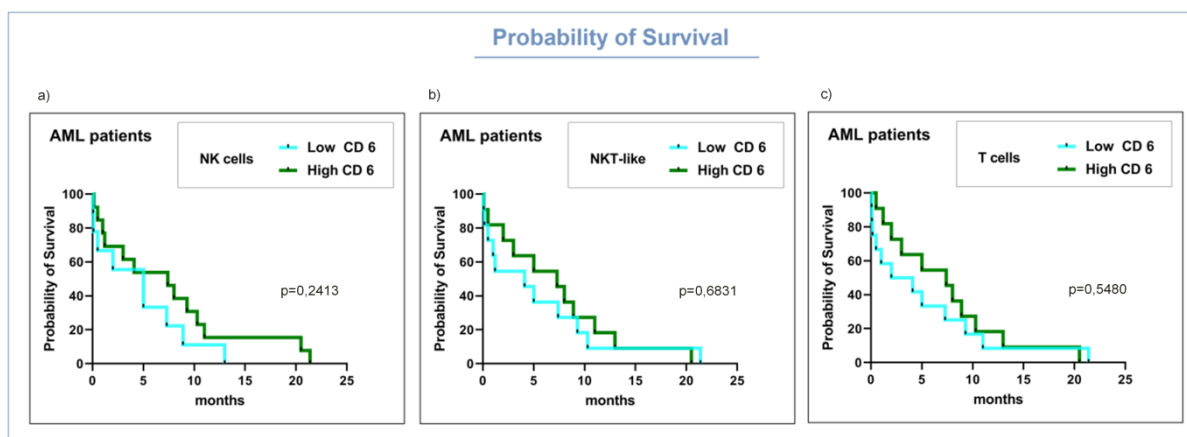 Probability of Survival
a)
AML patients
NK cells
Low CD 6
High CD 6
Probability of Survival
100
80
60
40
20
0
p=0,2413
0 5 10 15 20 25
months
b)
AML patients
NKT-like
Low CD 6
High CD 6
Probability of Survival
100
80
60
40
20
0
p=0,6831
0 5 10 15 20 25
months
c)
AML patients
T cells
Low CD 6
High CD 6
Probability of Survival
100
80
60
40
20
0
p=0,5480
0 5 10 15 20 25
months